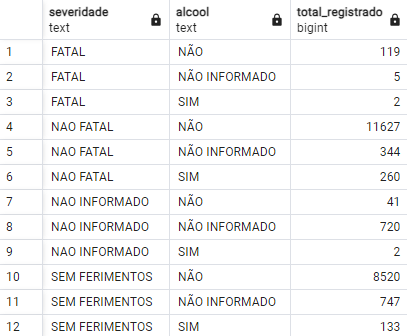 severidade alcool total_registrado
text text bigint
1 FATAL NÃO 119
2 FATAL NÃO INFORMADO 5
3 FATAL SIM 2
4 NAO FATAL NÃO 11627
5 NAO FATAL NÃO INFORMADO 344
6 NAO FATAL SIM 260
7 NAO INFORMADO NÃO 41
8 NAO INFORMADO NÃO INFORMADO 720
9 NAO INFORMADO SIM 2
10 SEM FERIMENTOS NÃO 8520
11 SEM FERIMENTOS NÃO INFORMADO 747
12 SEM FERIMENTOS SIM 133